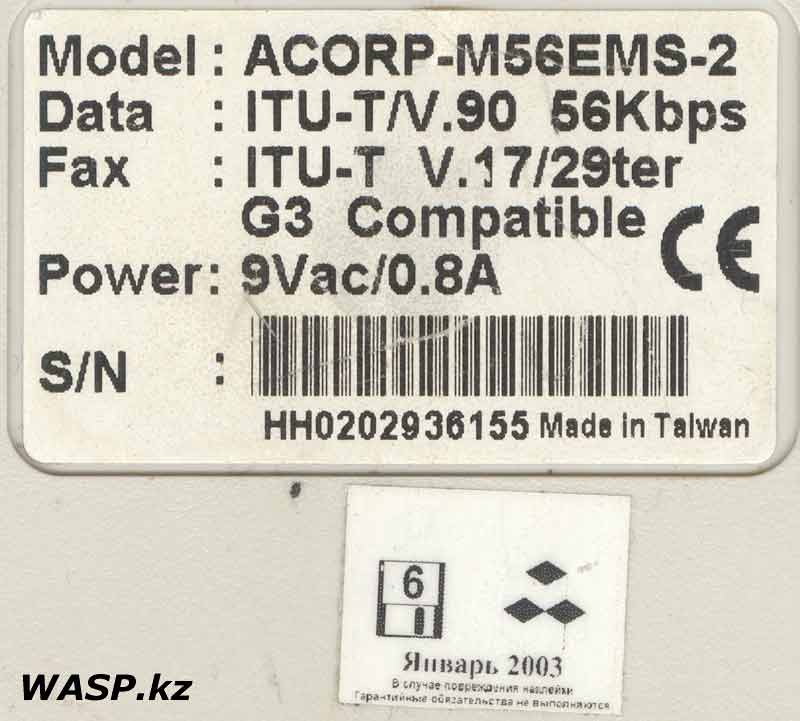 Model : ACORP-M56EMS-2
Data : ITU-T/V.90 56Kbps
Fax : ITU-T V.17/29ter
G3 Compatible
CE
Power: 9Vac/0.8A
S/N :
HH0202936155 Made in Taiwan
6
Январь 2003
В случае повреждения наклейки
Гарантийные обязательства не выполняются
WASP.kz